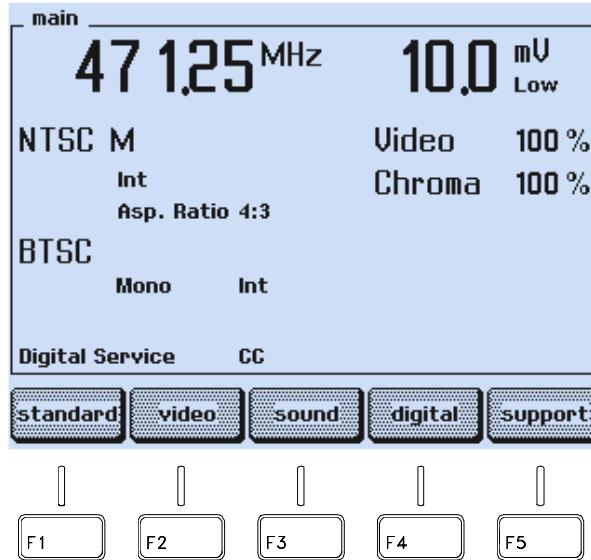 main
471.25 MHz 10.0 mV
Low
NTSC M Video 100 %
Int Chroma 100 %
Asp. Ratio 4:3
BTSC
Mono Int
Digital Service CC
standard video sound digital support
F1 F2 F3 F4 F5